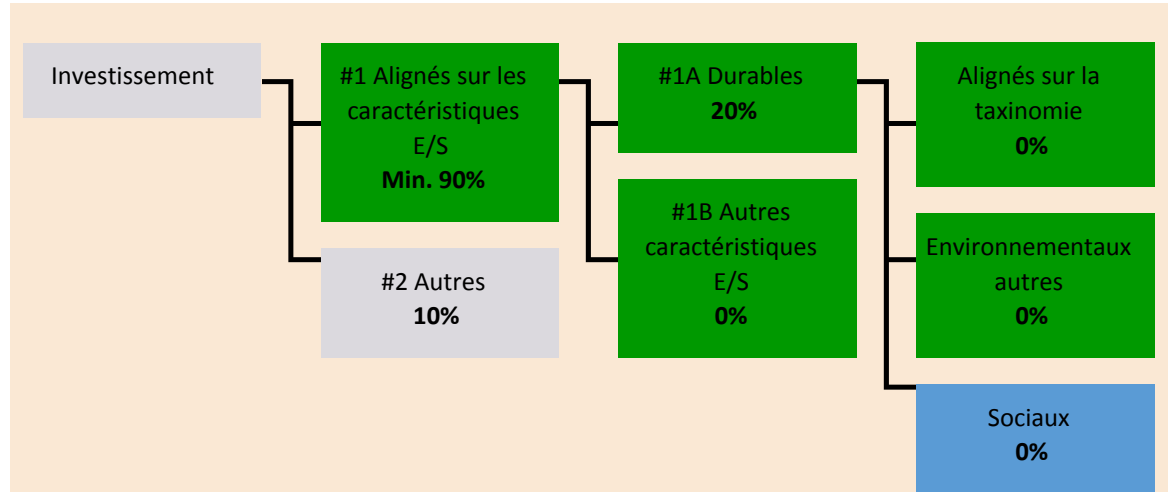 Investissement
#1 Alignés sur les
caractéristiques
E/S
Min. 90%
#2 Autres
10%
#1A Durables
20%
#1B Autres
caractéristiques
E/S
0%
Alignés sur la
taxinomie
0%
Environnementaux
autres
0%
Sociaux
0%